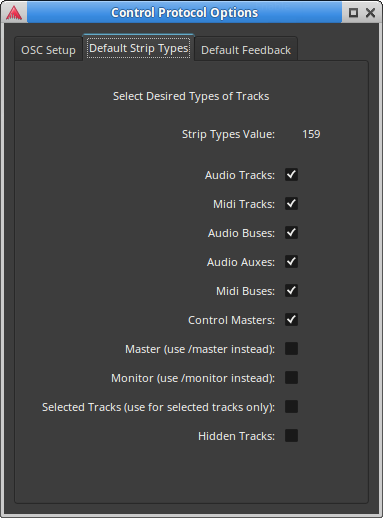 Control Protocol Options
OSC Setup Default Strip Types Default Feedback
Select Desired Types of Tracks
Strip Types Value: 159
Audio Tracks:
Midi Tracks:
Audio Buses:
Audio Auxes:
Midi Buses:
Control Masters:
Master (use /master instead):
Monitor (use /monitor instead):
Selected Tracks (use for selected tracks only):
Hidden Tracks: